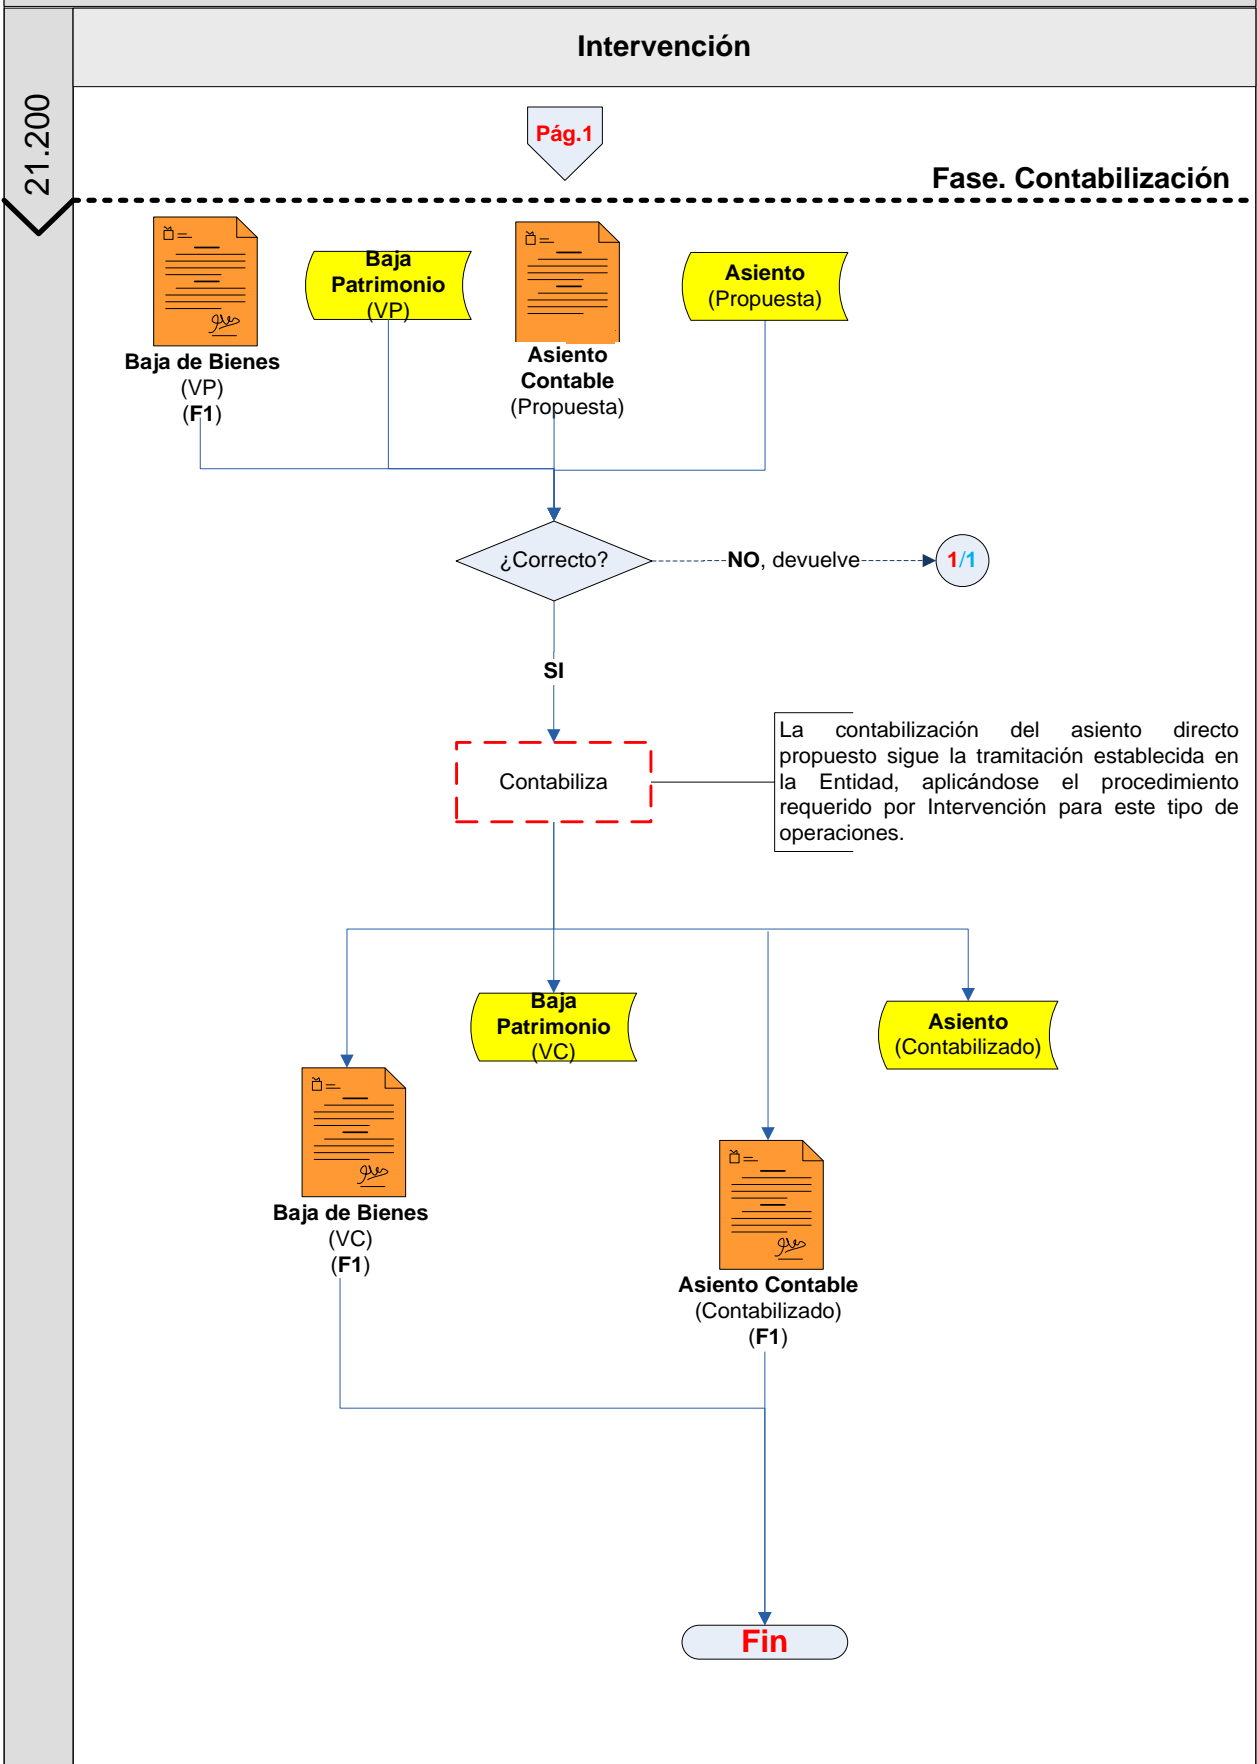 Intervención
21.200
Pág.1
Fase. Contabilización
Baja
Patrimonio
(VP)
Asiento
(Propuesta)
Baja de Bienes
(VP)
(F1)
Asiento
Contable
(Propuesta)
¿Correcto?
NO, devuelve
1/1
SI
Contabiliza
La contabilización del asiento directo
propuesto sigue la tramitación establecida en
la Entidad, aplicándose el procedimiento
requerido por Intervención para este tipo de
operaciones.
Baja
Patrimonio
(VC)
Asiento
(Contabilizado)
Baja de Bienes
(VC)
(F1)
Asiento Contable
(Contabilizado)
(F1)
Fin